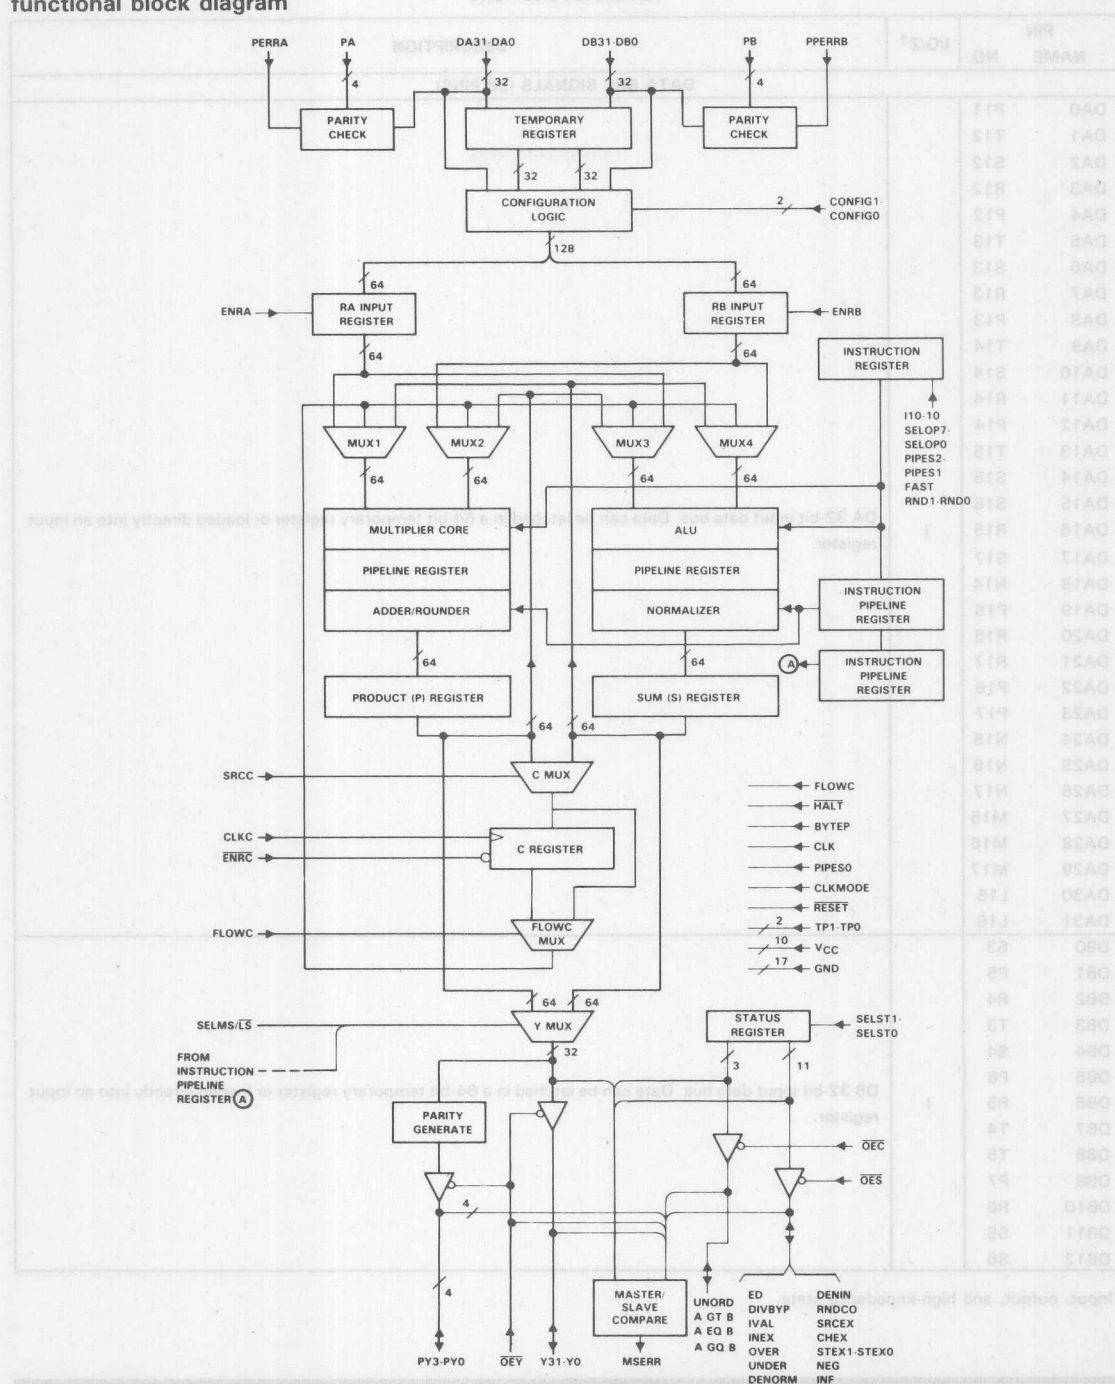 functional block diagram
PERRA PA DA31-DA0 DB31-DB0 PB PPERRB
4 32 32 4
PARITY CHECK
TEMPORARY REGISTER
PARITY CHECK
32 32
CONFIGURATION LOGIC
2 CONFIG1-CONFIG0
128
64 64
ENRA
RA INPUT REGISTER
RB INPUT REGISTER
ENRB
64 64
INSTRUCTION REGISTER
I10-10
SELOP7-
SELOP0
PIPES2-
PIPES1
FAST
RND1-RND0
MUX1 MUX2 MUX3 MUX4
64 64 64 64
MULTIPLIER CORE
PIPELINE REGISTER
ADDER/ROUNDER
ALU
PIPELINE REGISTER
NORMALIZER
INSTRUCTION PIPELINE REGISTER
64 64
PRODUCT (P) REGISTER
SUM (S) REGISTER
A
INSTRUCTION PIPELINE REGISTER
64 64
SRCC
C MUX
CLKC
ENRC
C REGISTER
FLOWC
FLOWC MUX
FLOWC
HALT
BYTEP
CLK
PIPES0
CLKMODE
RESET
2 TP1-TP0
10 VCC
17 GND
64 64
SELMS/LS
Y MUX
32
STATUS REGISTER
SELST1-
SELST0
3 11
FROM
INSTRUCTION
PIPELINE
REGISTER A
PARITY GENERATE
OEC
OES
4
4
MASTER/
SLAVE
COMPARE
PY3-PY0 OEY Y31-Y0 MSERR
UNORD
A GT B
A EQ B
A GQ B
ED
DIVBYP
IVAL
INEX
OVER
UNDER
DENORM
DENIN
RNDCO
SRCEX
CHEX
STEX1-STEX0
NEG
INF